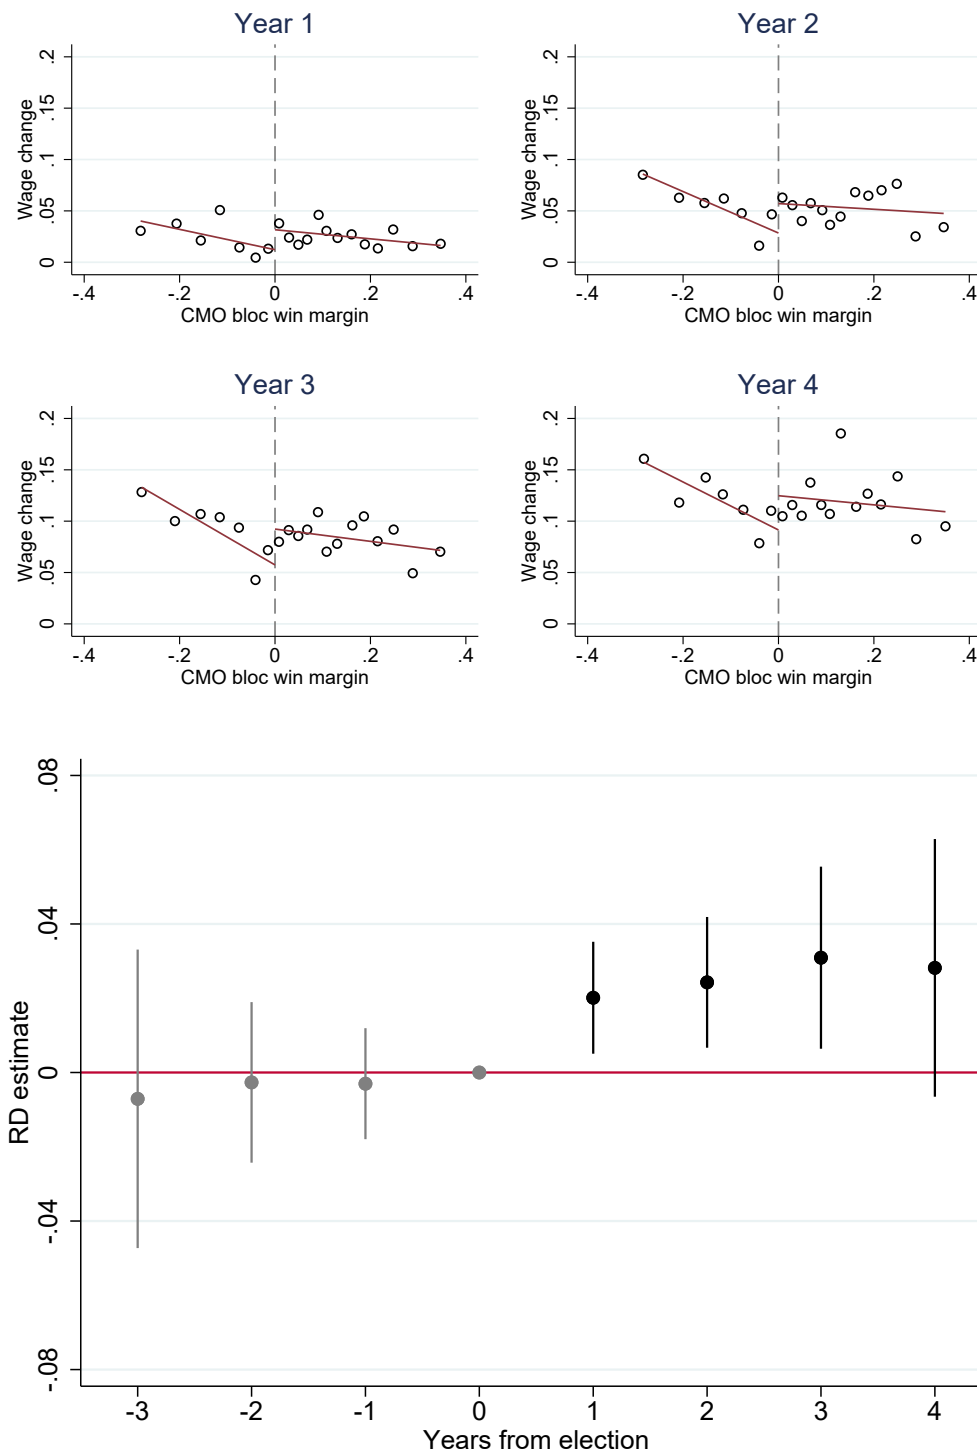 Year 1
Year 2
Wage change
0 .05 .1 .15 .2
-.4 -.2 0 .2 .4
CMO bloc win margin
Wage change
0 .05 .1 .15 .2
-.4 -.2 0 .2 .4
CMO bloc win margin
Year 3
Year 4
Wage change
0 .05 .1 .15 .2
-.4 -.2 0 .2 .4
CMO bloc win margin
Wage change
0 .05 .1 .15 .2
-.4 -.2 0 .2 .4
CMO bloc win margin
RD estimate
-.08 -.04 0 .04 .08
-3 -2 -1 0 1 2 3 4
Years from election